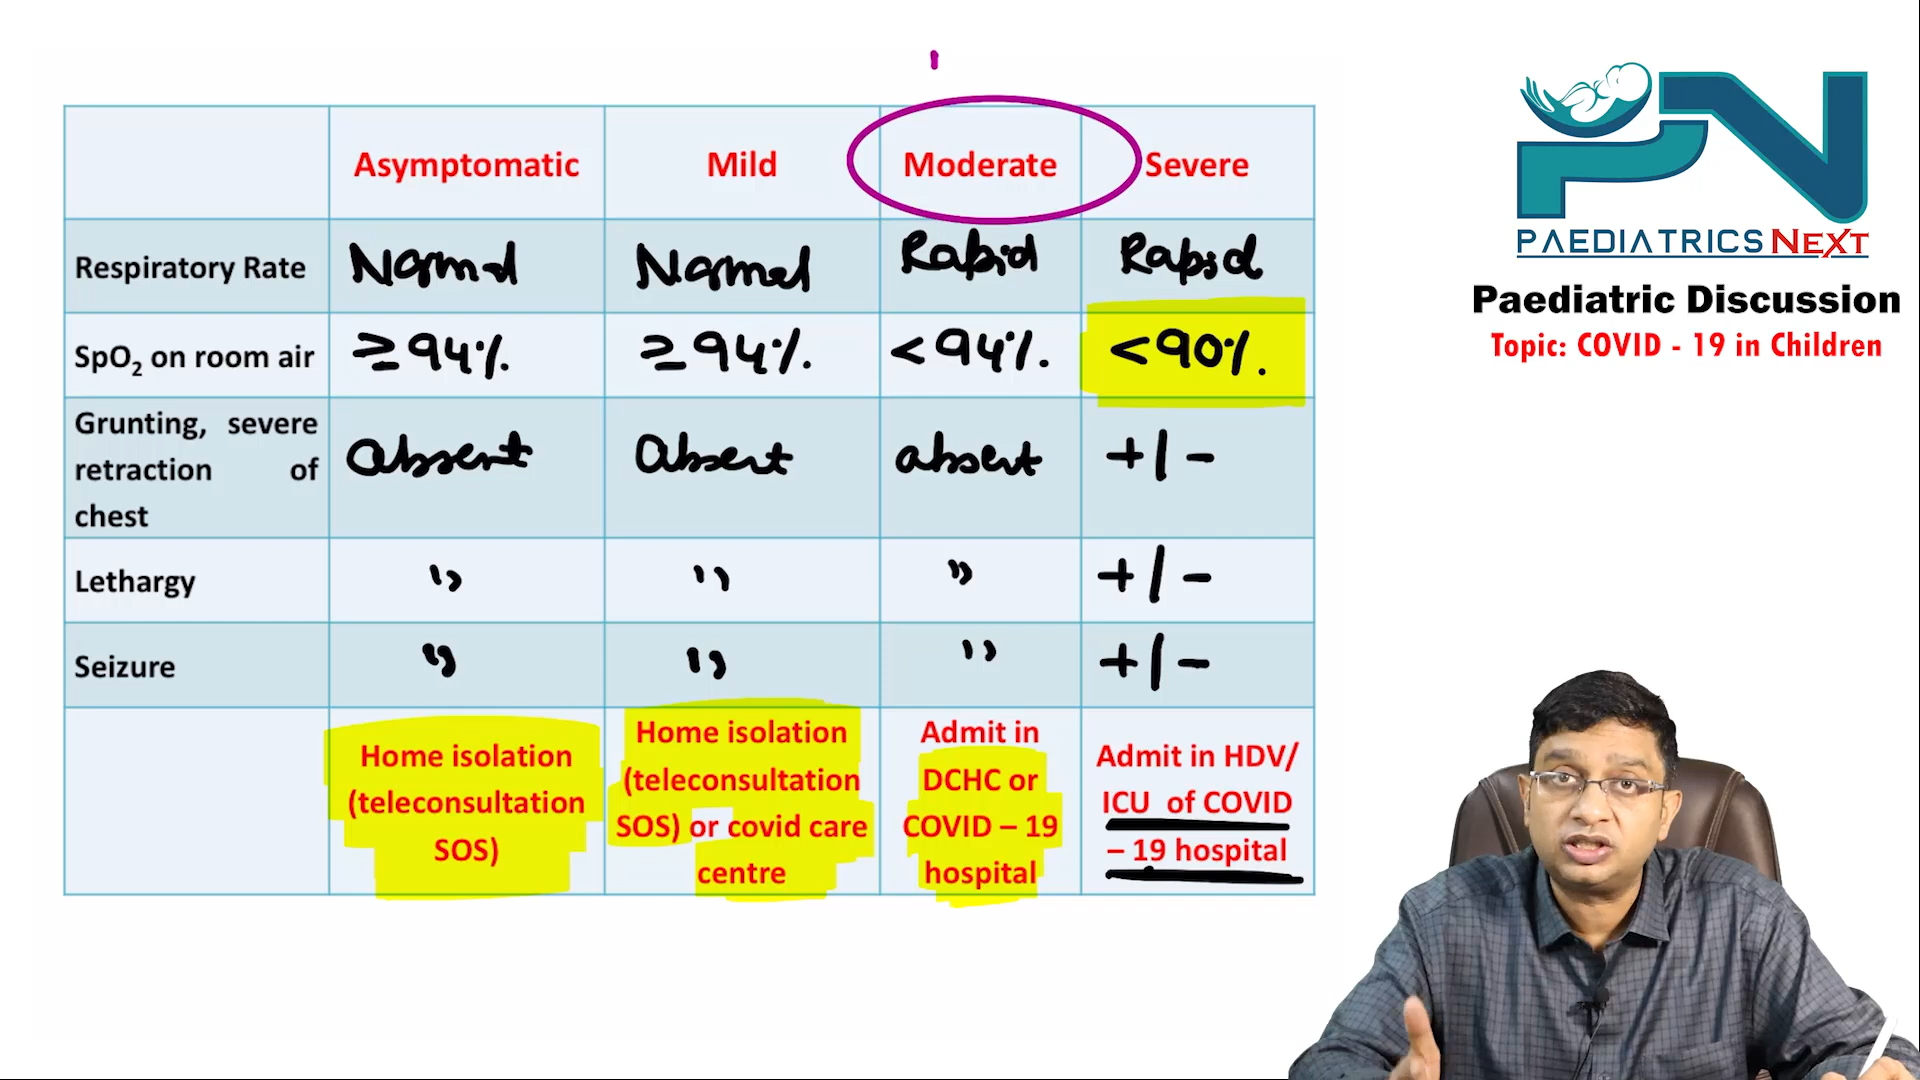 Asymptomatic Mild Moderate Severe
Respiratory Rate Normal Normal Rapid Rapid
SpO₂ on room air ≥94% ≥94% <94% <90%
Grunting, severe
retraction of
chest
absent absent absent +/-
Lethargy " " " +/-
Seizure " " " +/-
Home isolation
(teleconsultation
SOS)
Home isolation
(teleconsultation
SOS) or covid care
centre
Admit in
DCHC or
COVID – 19
hospital
Admit in HDV/
ICU of COVID
– 19 hospital
PN
PAEDIATRICS NEXT
Paediatric Discussion
Topic: COVID - 19 in Children